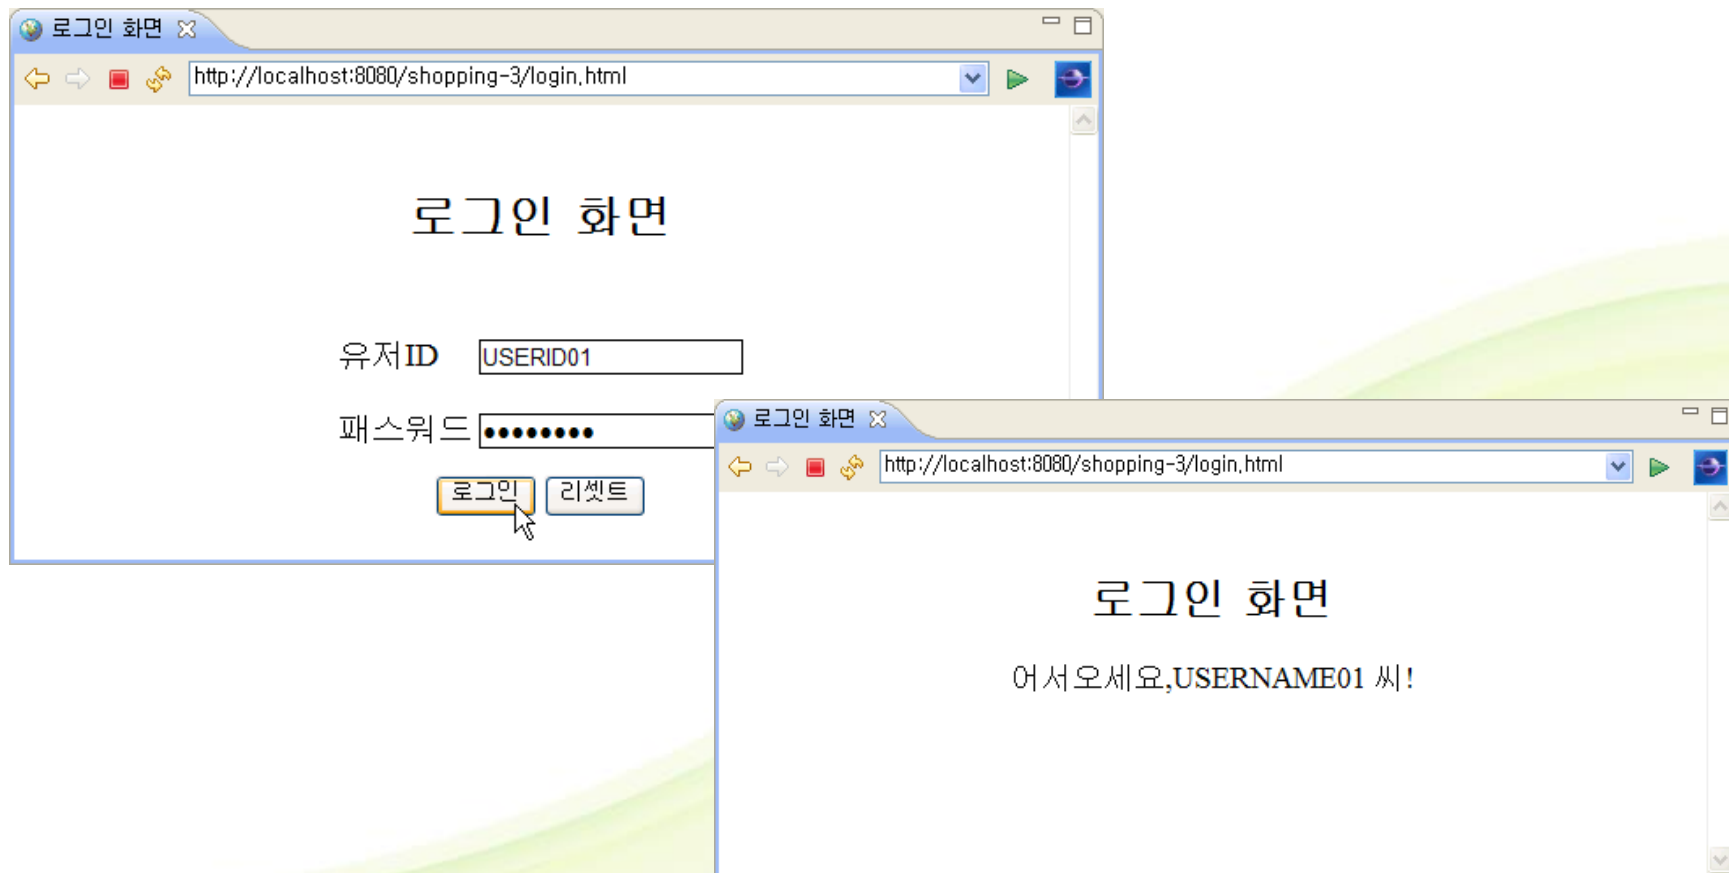 로그인 화면
http://localhost:8080/shopping-3/login.html
로그인 화면
유저ID USERID01
패스워드 ●●●●●●●●
로그인 리셋트
로그인 화면
http://localhost:8080/shopping-3/login.html
로그인 화면
어서오세요,USERNAME01 씨!